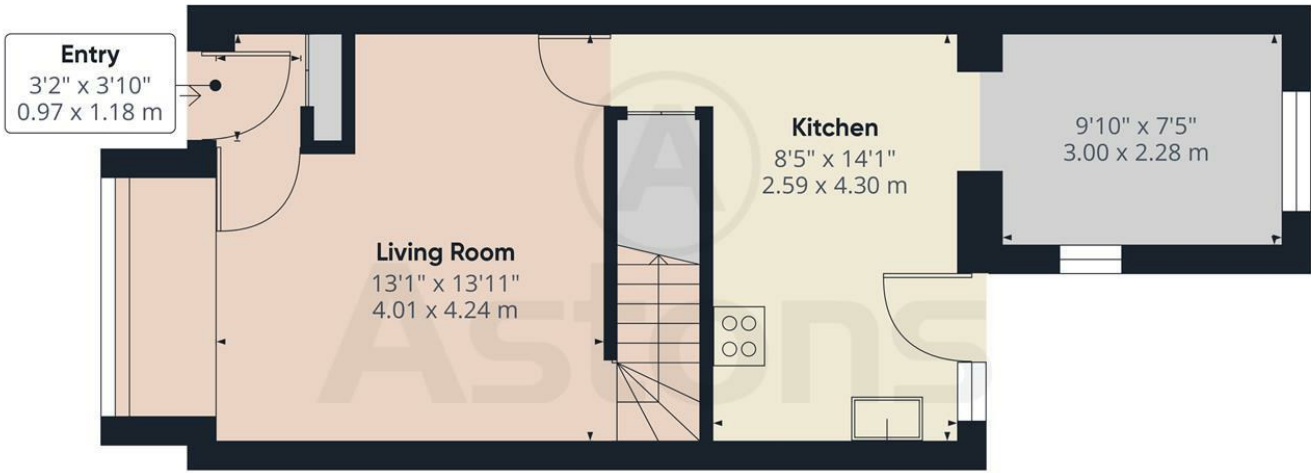 Entry
3'2" x 3'10"
0.97 x 1.18 m
Living Room
13'1" x 13'11"
4.01 x 4.24 m
Kitchen
8'5" x 14'1"
2.59 x 4.30 m
9'10" x 7'5"
3.00 x 2.28 m
A
Astons